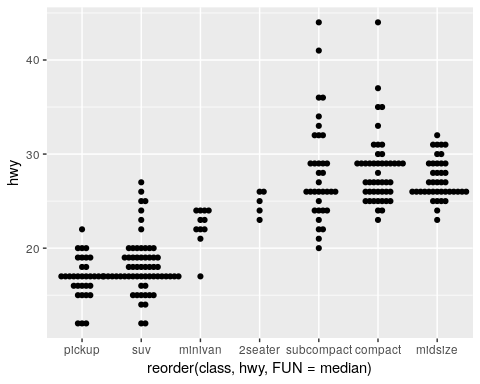 40
30
20
hwy
pickup suv minivan 2seater subcompact compact midsize
reorder(class, hwy, FUN = median)